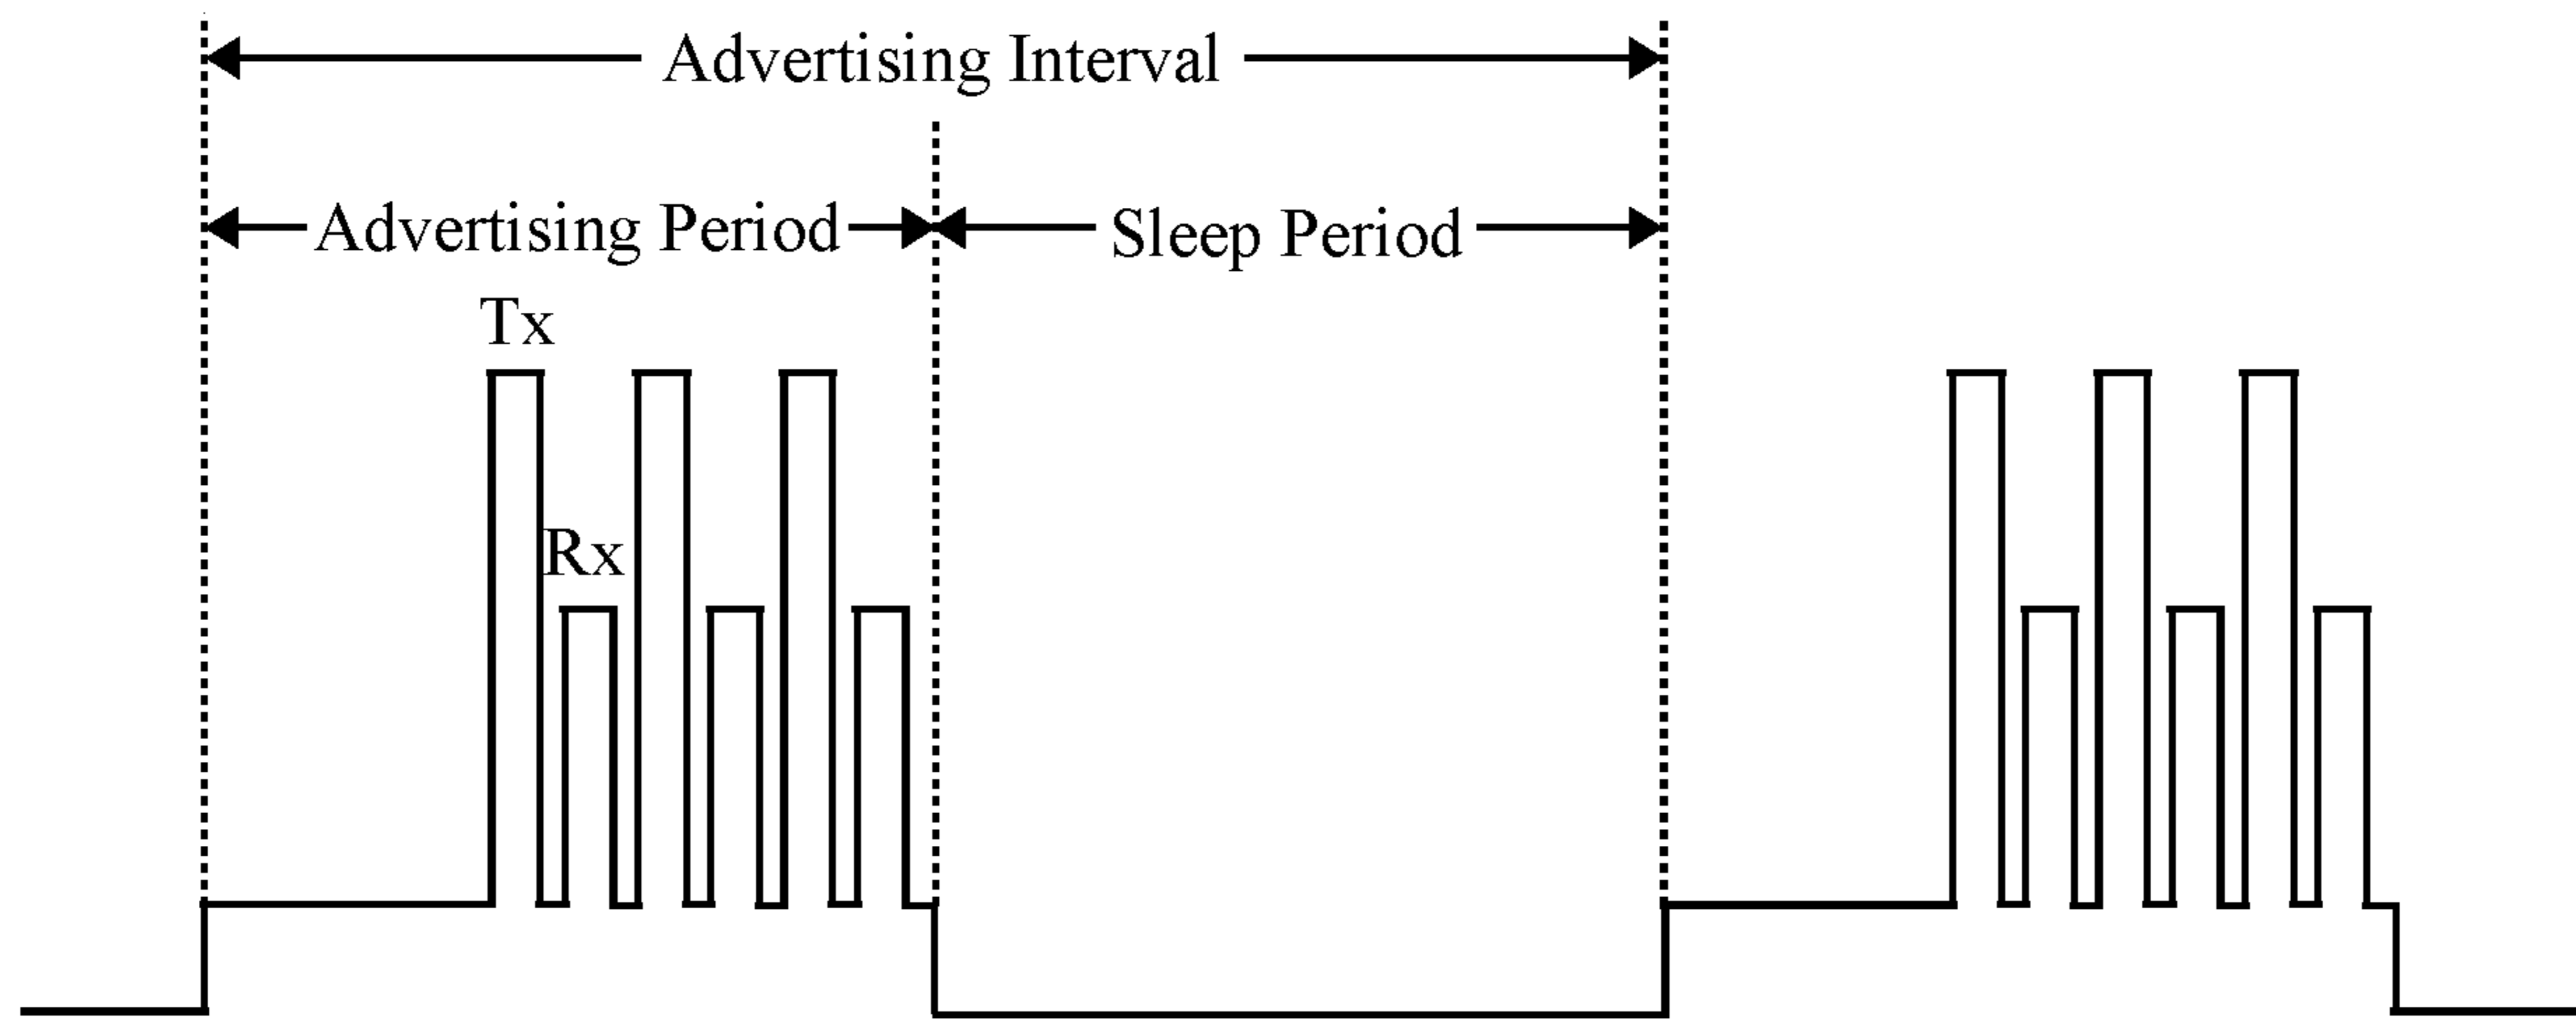 Advertising Interval
Advertising Period
Sleep Period
Tx
Rx